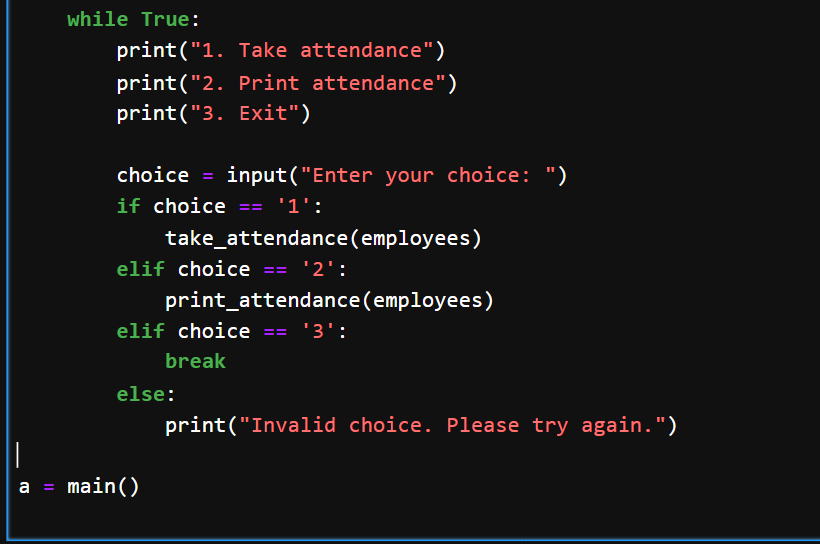 while True:
print("1. Take attendance")
print("2. Print attendance")
print("3. Exit")
choice = input("Enter your choice: ")
if choice == '1':
take_attendance(employees)
elif choice == '2':
print_attendance(employees)
elif choice == '3':
break
else:
print("Invalid choice. Please try again.")
a = main()